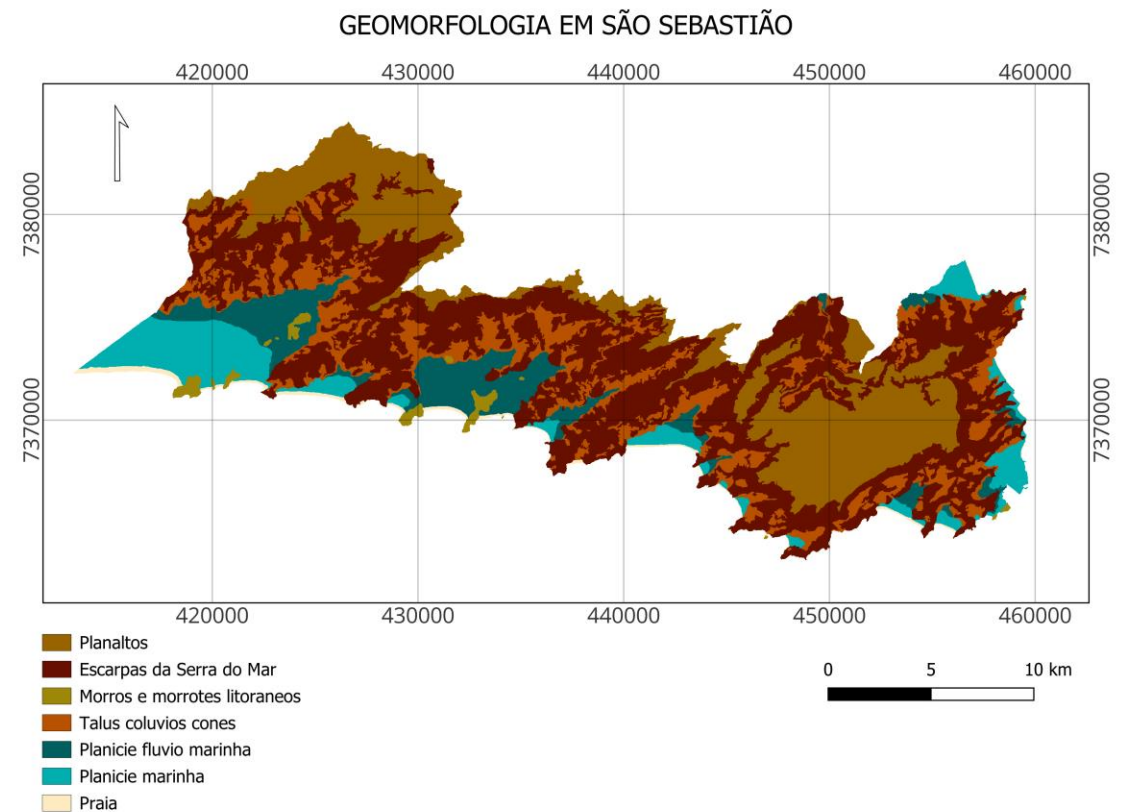 GEOMORFOLOGIA EM SÃO SEBASTIÃO
420000 430000 440000 450000 460000
7380000 7380000
7370000 7370000
420000 430000 440000 450000 460000
Planaltos
Escarpas da Serra do Mar
Morros e morrotes litoraneos
Talus coluvios cones
Planicie fluvio marinha
Planicie marinha
Praia
0 5 10 km